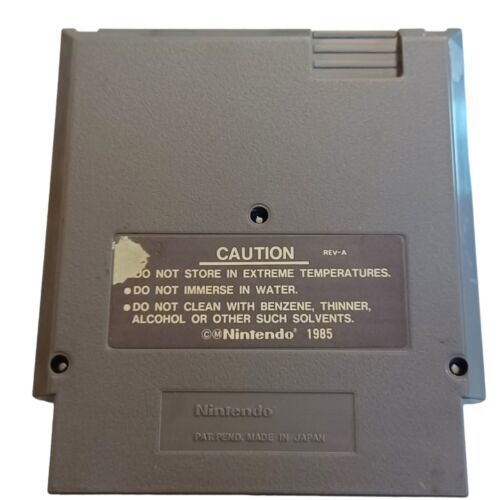 CAUTION REV-A
DO NOT STORE IN EXTREME TEMPERATURES.
•DO NOT IMMERSE IN WATER.
•DO NOT CLEAN WITH BENZENE, THINNER,
ALCOHOL OR OTHER SUCH SOLVENTS.
©ⓂNintendo® 1985
Nintendo
PAT. PEND. MADE IN JAPAN